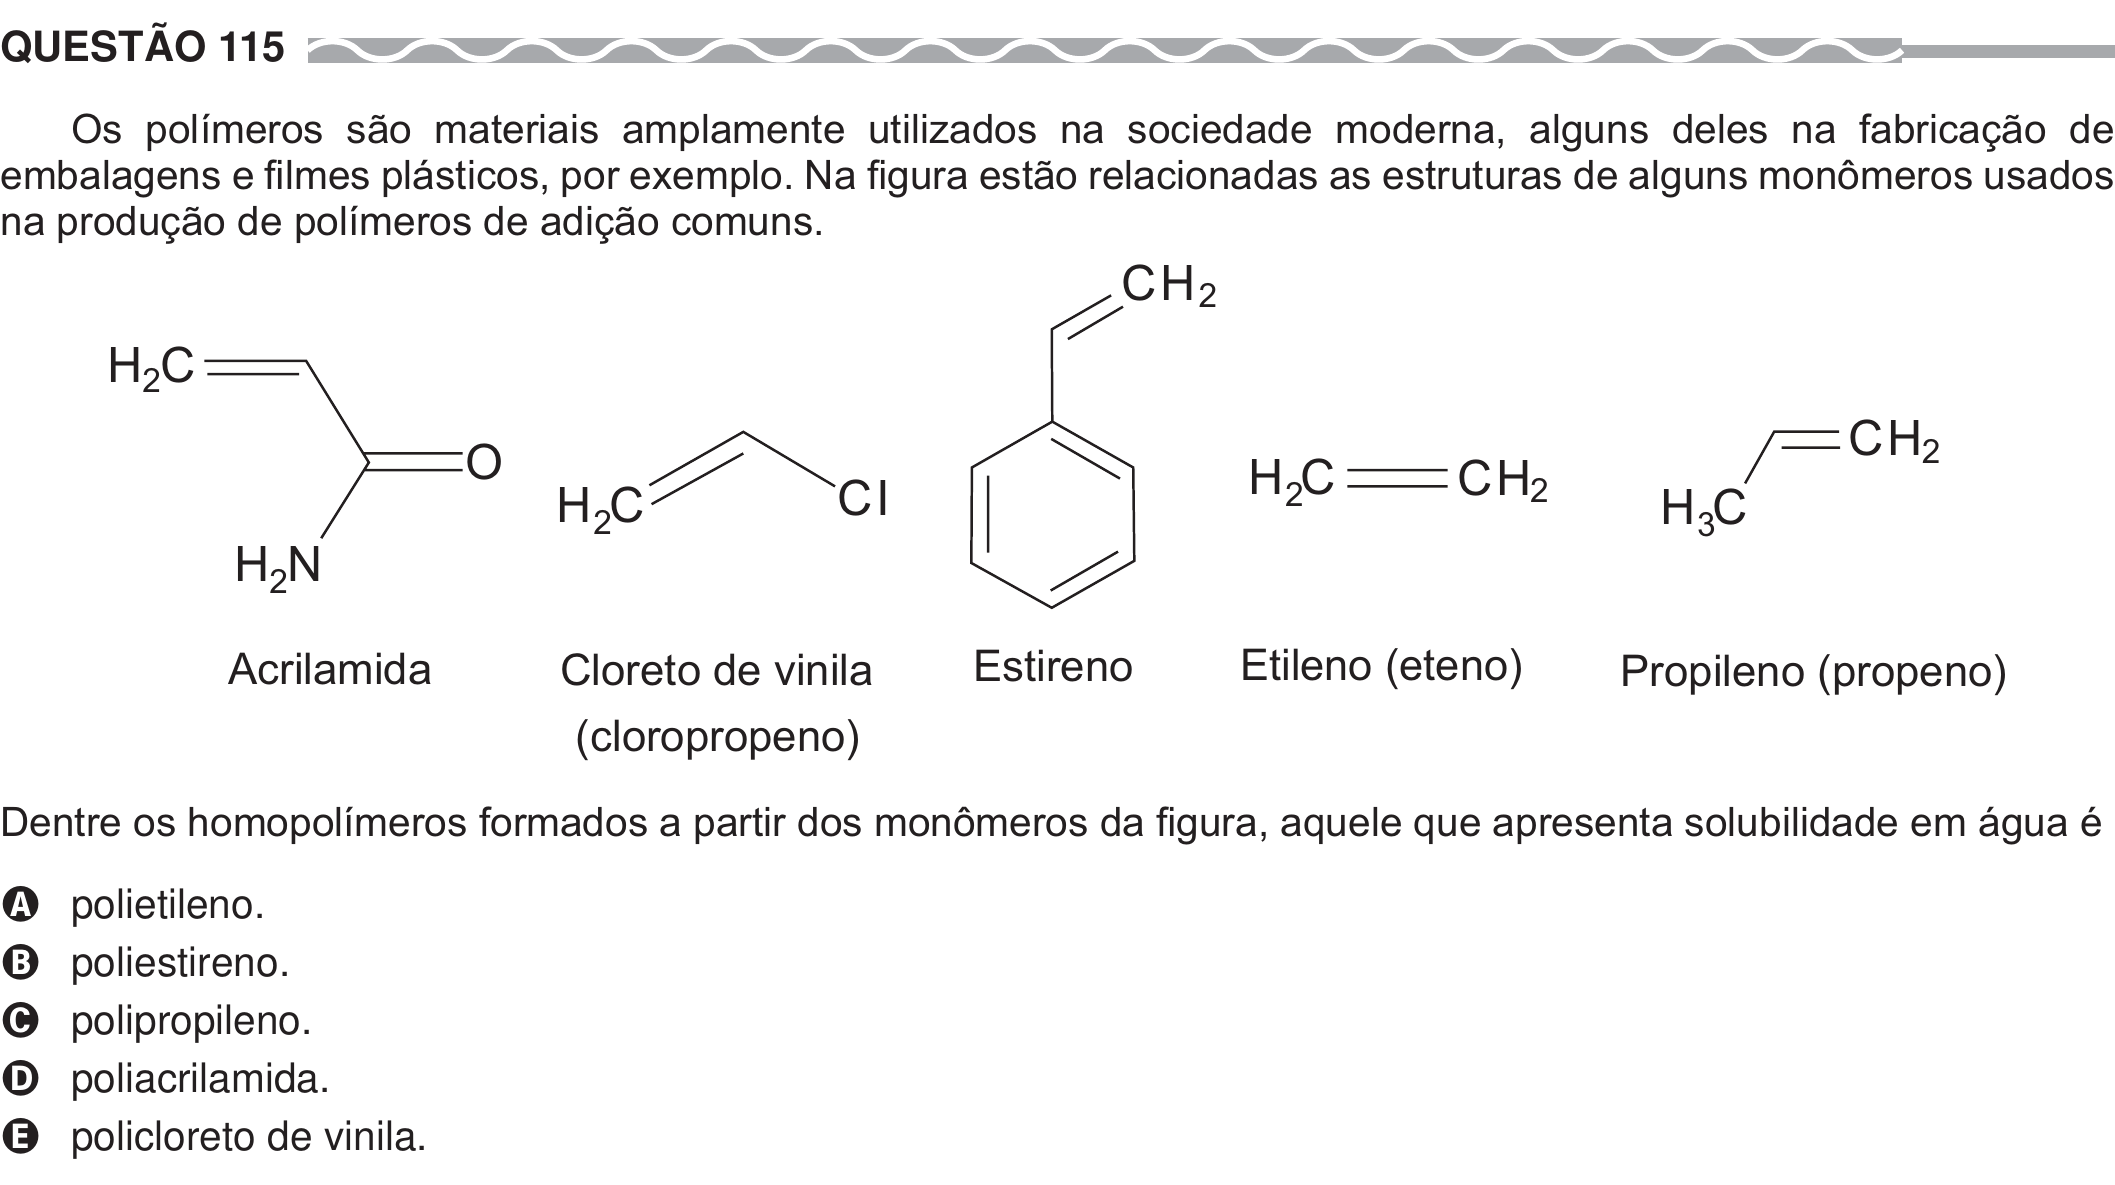 QUESTÃO 115
Os polímeros são materiais amplamente utilizados na sociedade moderna, alguns deles na fabricação de
embalagens e filmes plásticos, por exemplo. Na figura estão relacionadas as estruturas de alguns monômeros usados
na produção de polímeros de adição comuns.
H₂C
O
H₂N
Acrilamida
H₂C
Cl
Cloreto de vinila
(cloropropeno)
CH₂
Estireno
H₂C
CH₂
Etileno (eteno)
CH₂
H₃C
Propileno (propeno)
Dentre os homopolímeros formados a partir dos monômeros da figura, aquele que apresenta solubilidade em água é
A polietileno.
B poliestireno.
C polipropileno.
D poliacrilamida.
E policloreto de vinila.